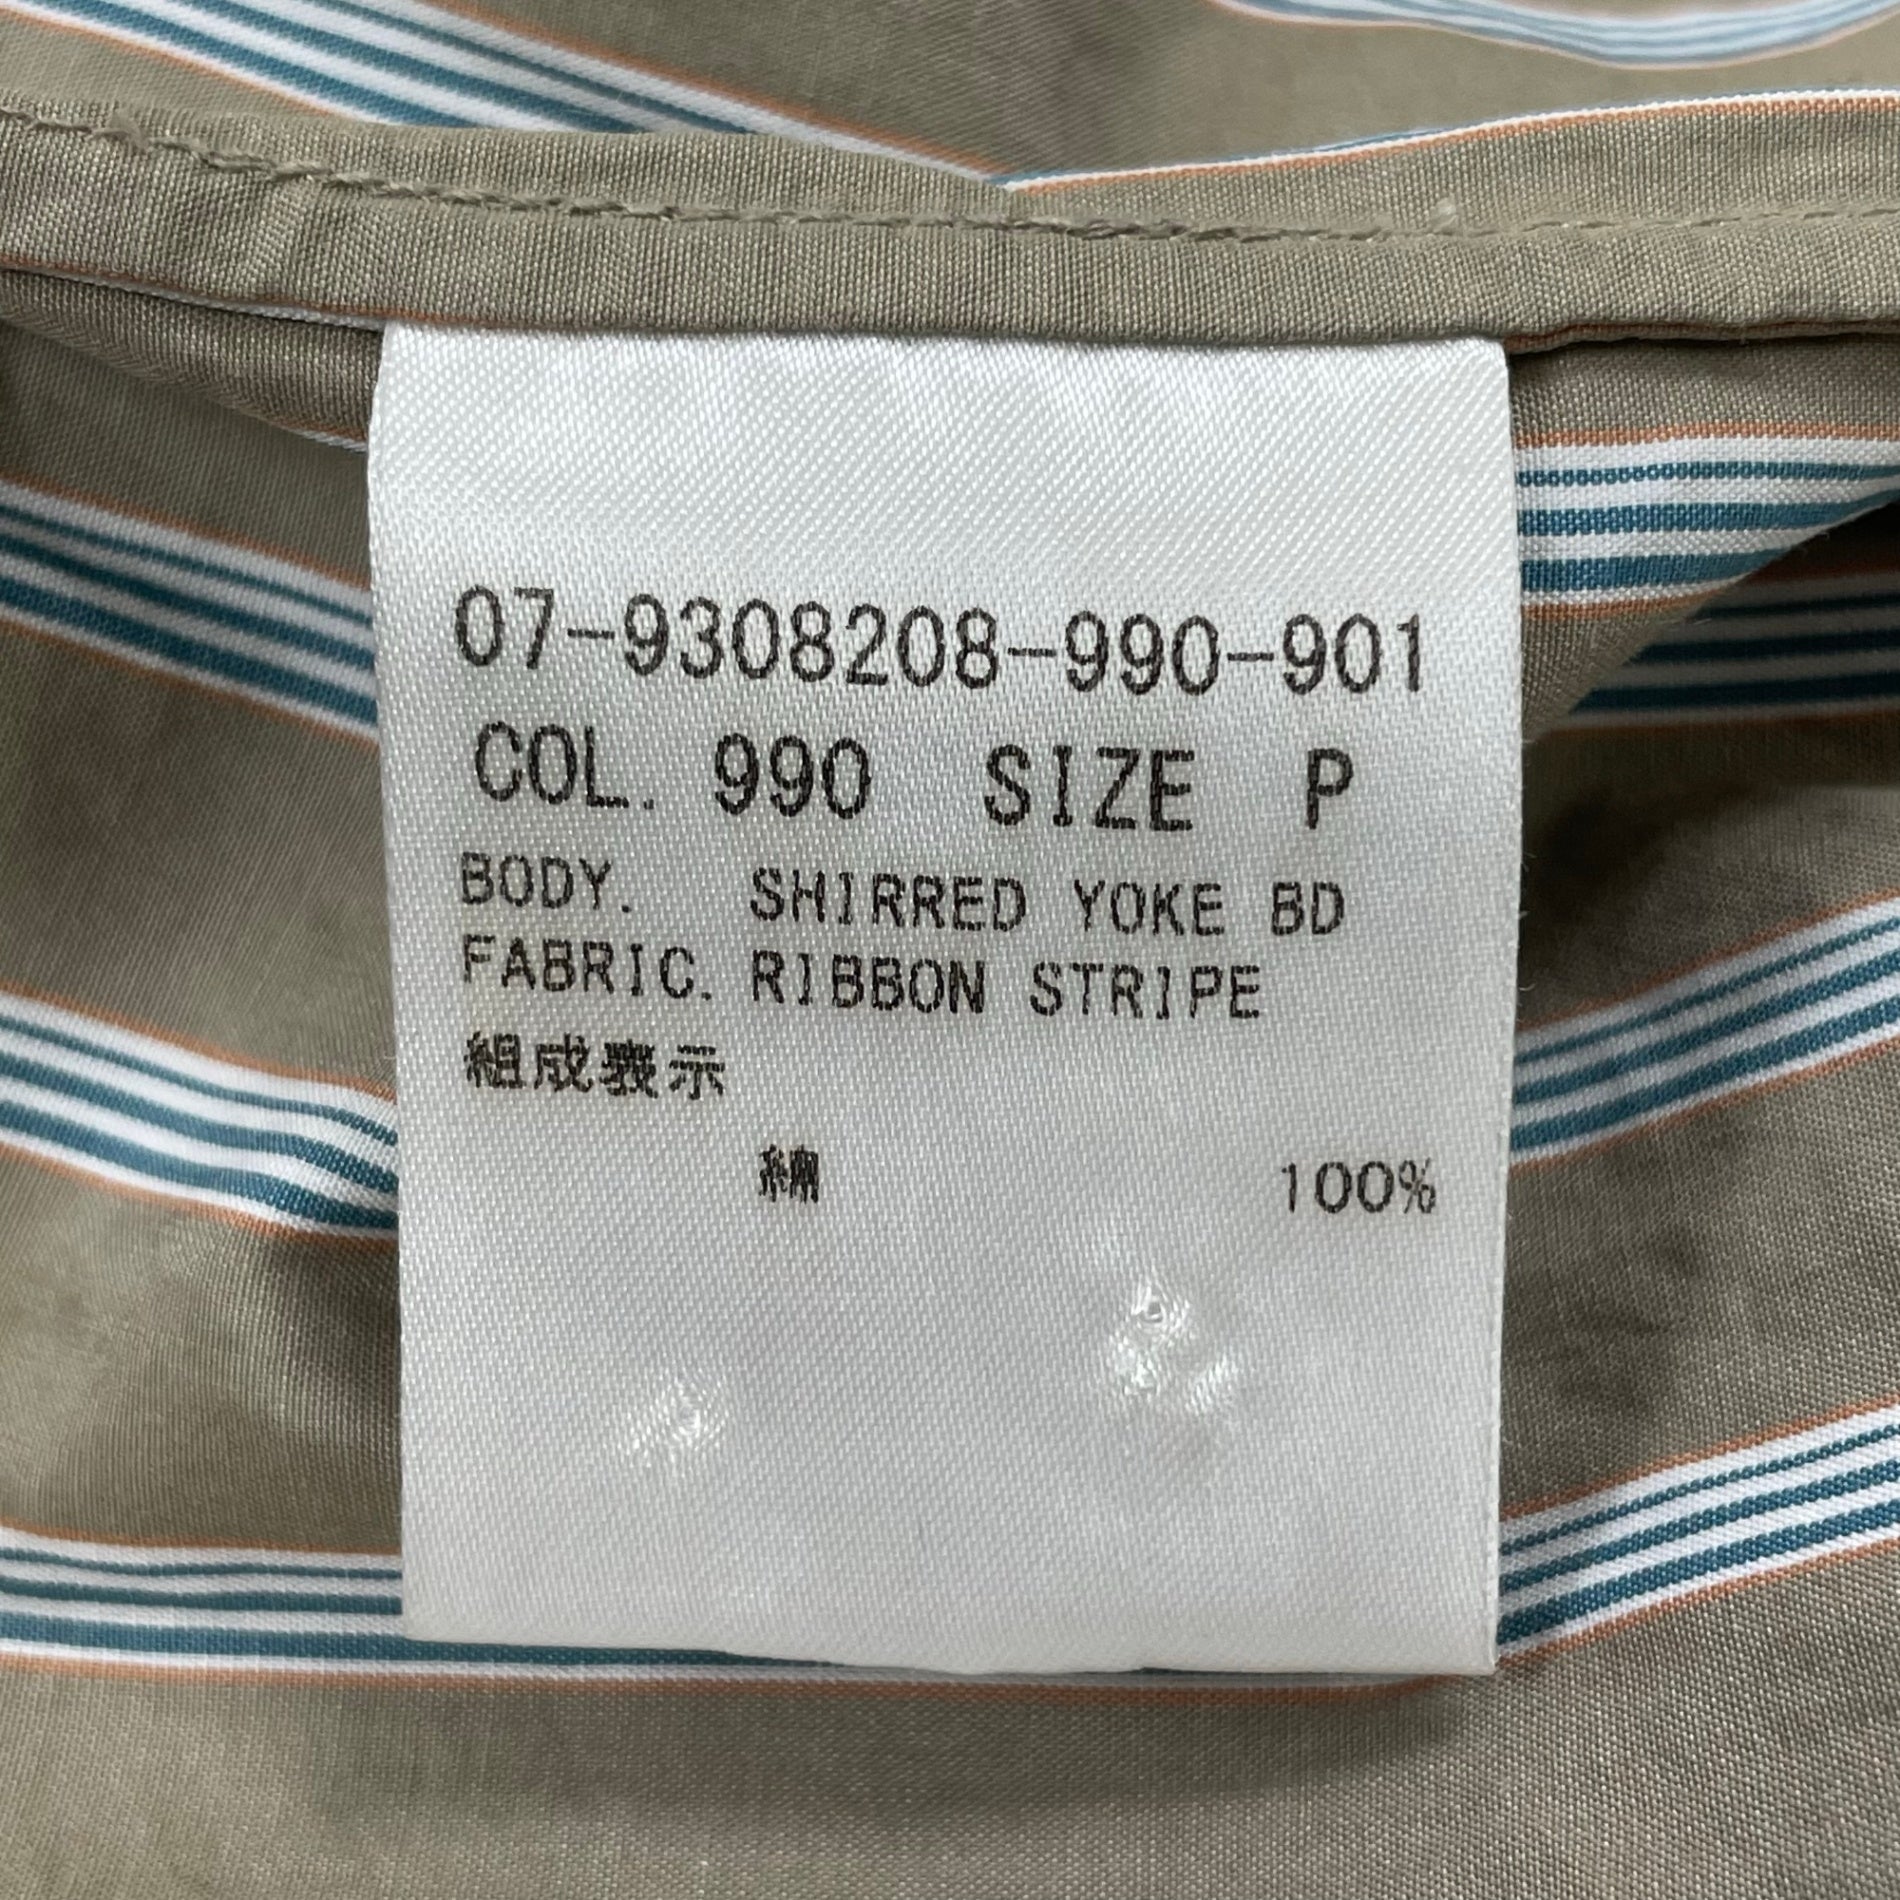 07-9308208-990-901
COL. 990 SIZE P
BODY. SHIRRED YOKE BD
FABRIC. RIBBON STRIPE
組成表示
綿 100%